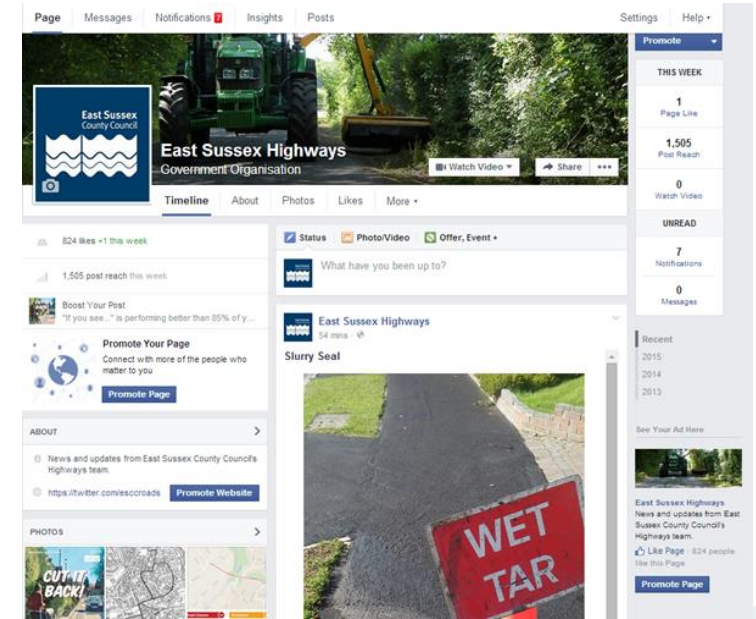 Page Messages Notifications 7 Insights Posts Settings Help
East Sussex
County Council
East Sussex Highways
Government Organisation
Watch Video Share
Timeline About Photos Likes More
824 likes +1 this week
1,505 post reach this week
Boost Your Post
"If you see..." is performing better than 85% of y...
Promote Your Page
Connect with more of the people who
matter to you
Promote Page
ABOUT
News and updates from East Sussex County Council's
Highways team.
https://twitter.com/esccroads Promote Website
PHOTOS
CUT IT
BACK!
Status Photo/Video Offer, Event +
What have you been up to?
East Sussex Highways
54 mins
Slurry Seal
WET
TAR
Promote
THIS WEEK
1
Page Like
1,505
Post Reach
0
Watch Video
UNREAD
7
Notifications
0
Messages
Recent
2015
2014
2013
See Your Ad Here
East Sussex Highways
News and updates from East
Sussex County Council's
Highways team.
Like Page · 824 people
like this Page
Promote Page